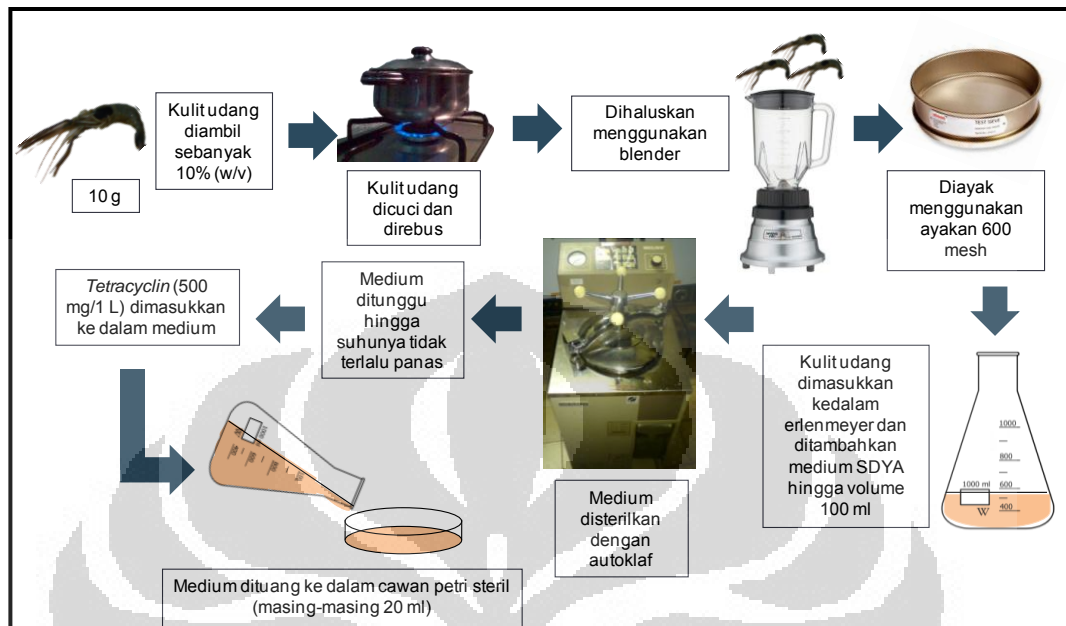 10 g
Kulit udang
diambil
sebanyak
10% (w/v)
Kulit udang
dicuci dan
direbus
Dihaluskan
menggunakan
blender
TEST SIEVE
Diayak
menggunakan
ayakan 600
mesh
Kulit udang
dimasukkan
kedalam
erlenmeyer dan
ditambahkan
medium SDYA
hingga volume
100 ml
1000
800
600
400
1000 ml
W
Medium
disterilkan
dengan
autoklaf
Medium
ditunggu
hingga
suhunya tidak
terlalu panas
Tetracyclin (500
mg/1 L) dimasukkan
ke dalam medium
Medium dituang ke dalam cawan petri steril
(masing-masing 20 ml)